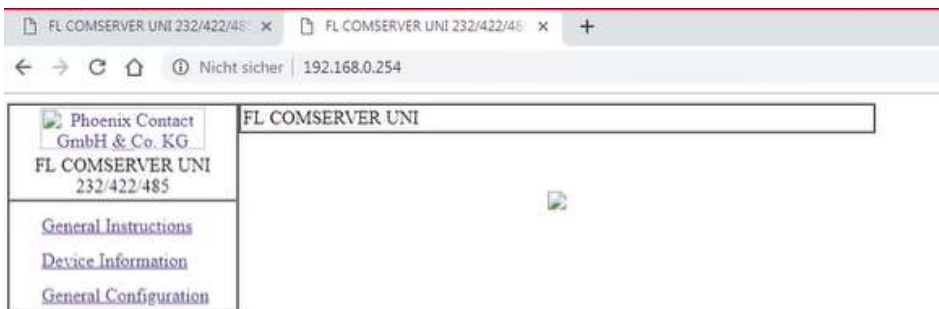 FL COMSERVER UNI 232/422/48
FL COMSERVER UNI 232/422/48
Nicht sicher | 192.168.0.254
Phoenix Contact
GmbH & Co. KG
FL COMSERVER UNI
232/422/485
FL COMSERVER UNI
General Instructions
Device Information
General Configuration